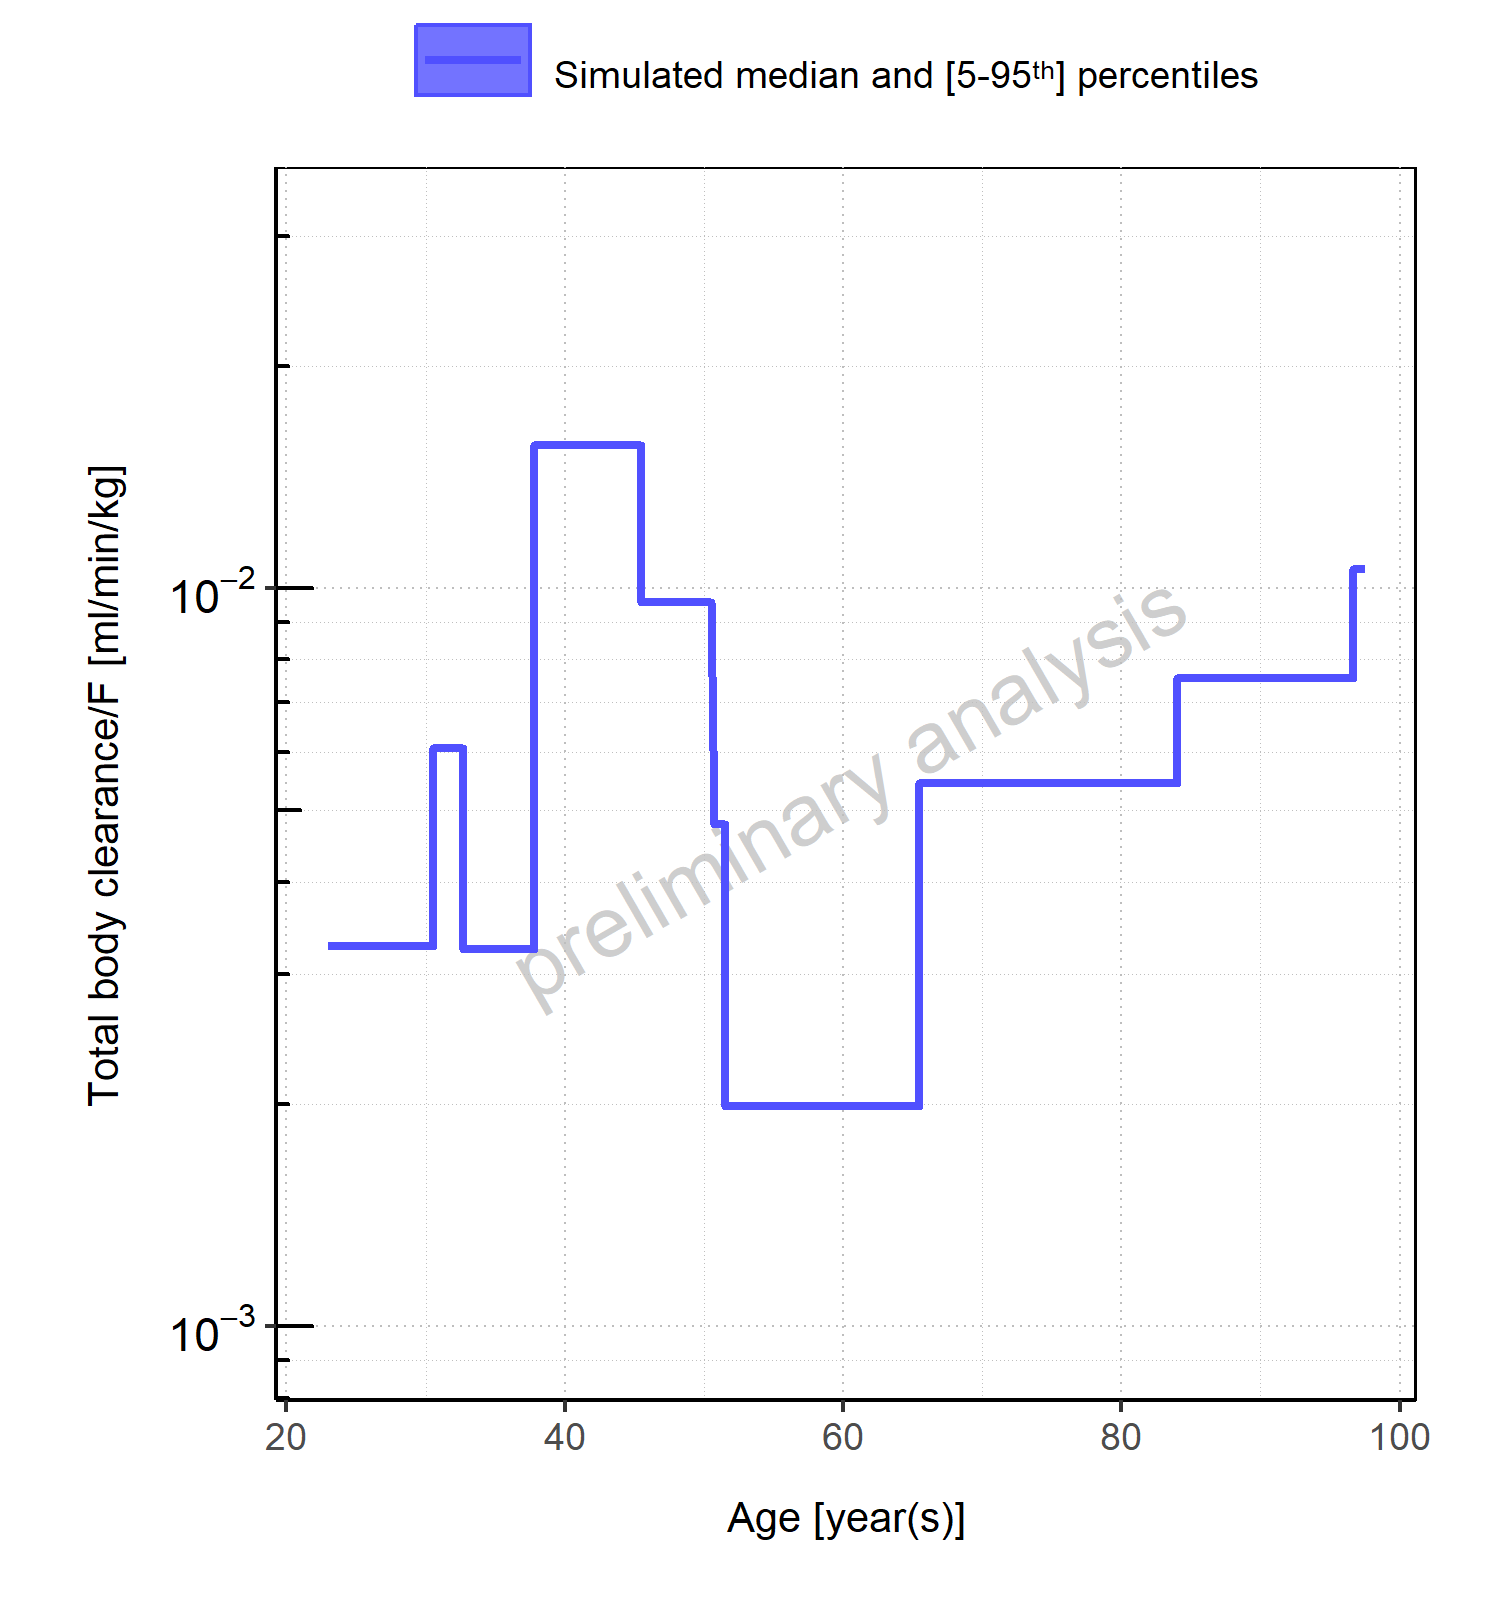 Simulated median and [5-95th] percentiles
Total body clearance/F [ml/min/kg]
10−2
10−3
preliminary analysis
20 40 60 80 100
Age [year(s)]